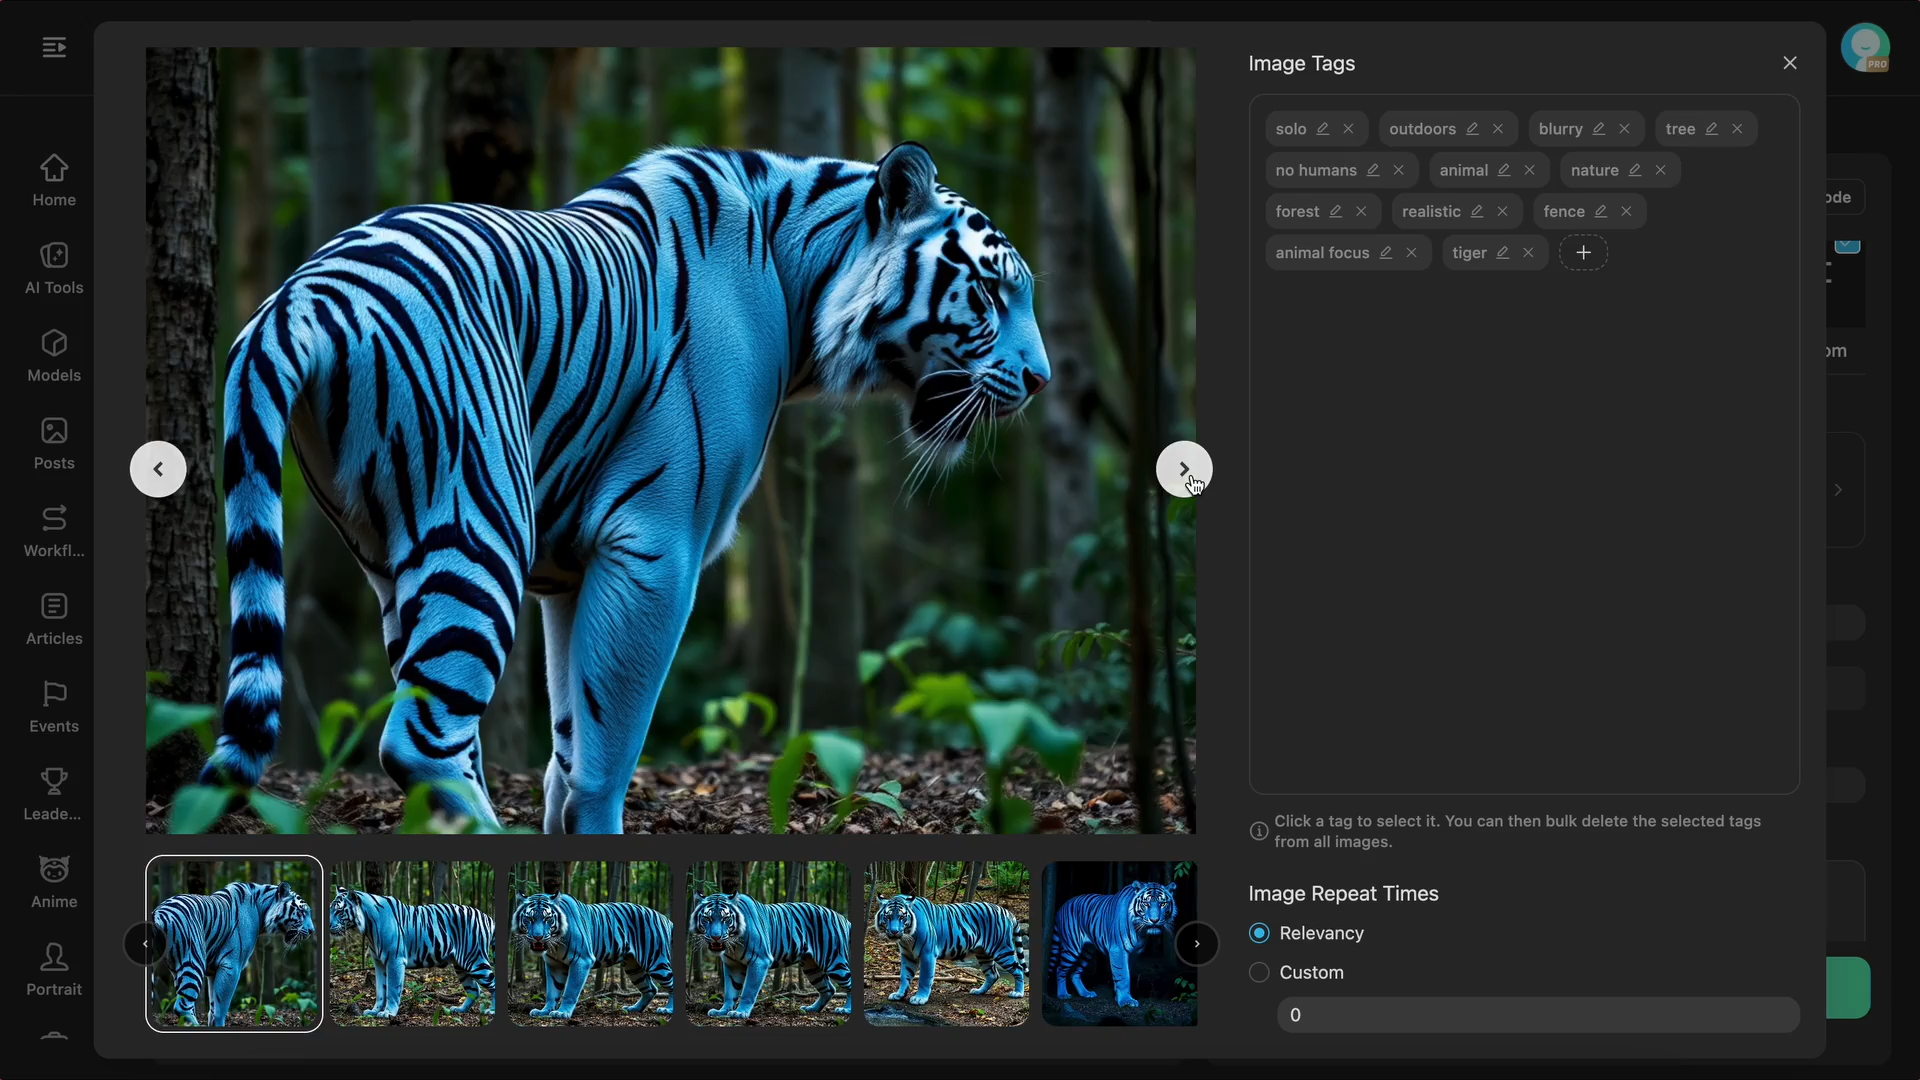 Image Tags
PRO
solo outdoors blurry tree
no humans animal nature
forest realistic fence
animal focus tiger
Home
AI Tools
Models
Posts
Workfl...
Articles
Events
Leade...
Anime
Portrait
ode
om
Click a tag to select it. You can then bulk delete the selected tags
from all images.
Image Repeat Times
Relevancy
Custom
0